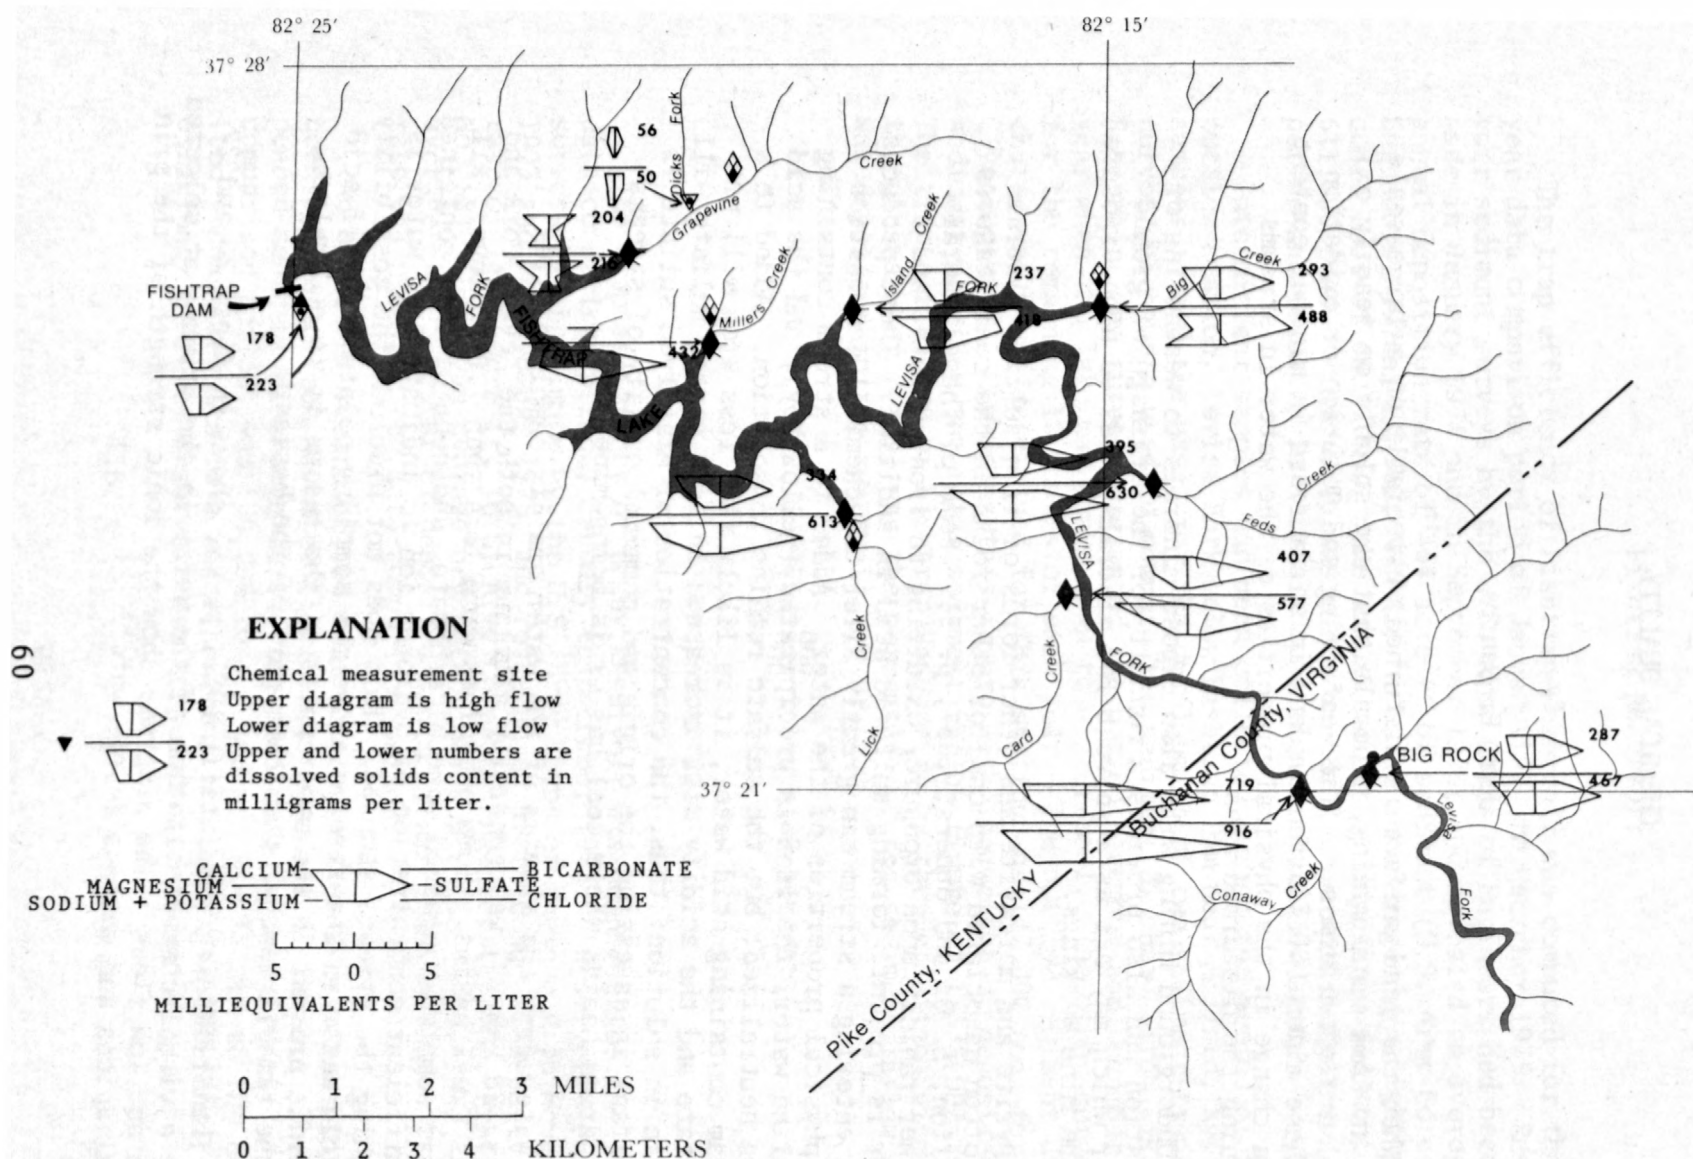 82° 25′
82° 15′
37° 28′
56
50
Dicks Fork
Creek
Grapevine
204
216
FISHTRAP
DAM
178
223
LEVISA
FORK
FISHTRAP
LAKE
432
Millers Creek
Island Creek
237
418
FORK
LEVISA
Big Creek
293
488
334
613
395
630
Creek
Feds
407
577
LEVISA
FORK
Creek
Lick
Creek
Card
37° 21′
719
916
BIG ROCK
287
467
Levisa
Fork
Conaway Creek
Buchanan County, VIRGINIA
Pike County, KENTUCKY
609
EXPLANATION
178
223
Chemical measurement site
Upper diagram is high flow
Lower diagram is low flow
Upper and lower numbers are
dissolved solids content in
milligrams per liter.
CALCIUM BICARBONATE
MAGNESIUM SULFATE
SODIUM + POTASSIUM CHLORIDE
5 0 5
MILLIEQUIVALENTS PER LITER
0 1 2 3 MILES
0 1 2 3 4 KILOMETERS